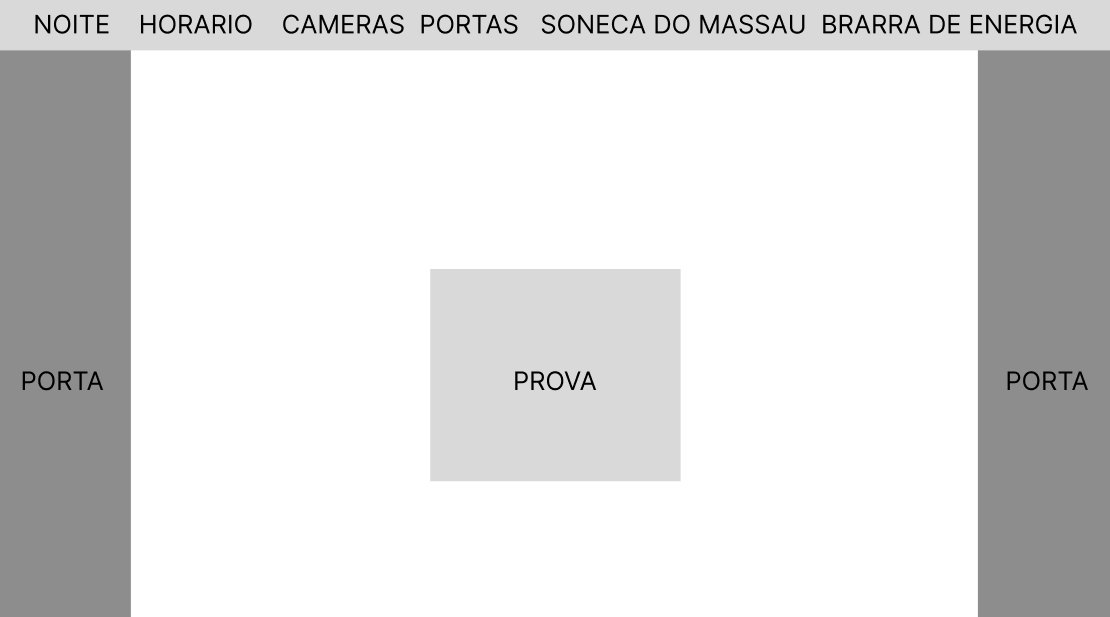 NOITE HORARIO CAMERAS PORTAS SONECA DO MASSAU BRARRA DE ENERGIA
PORTA PROVA PORTA